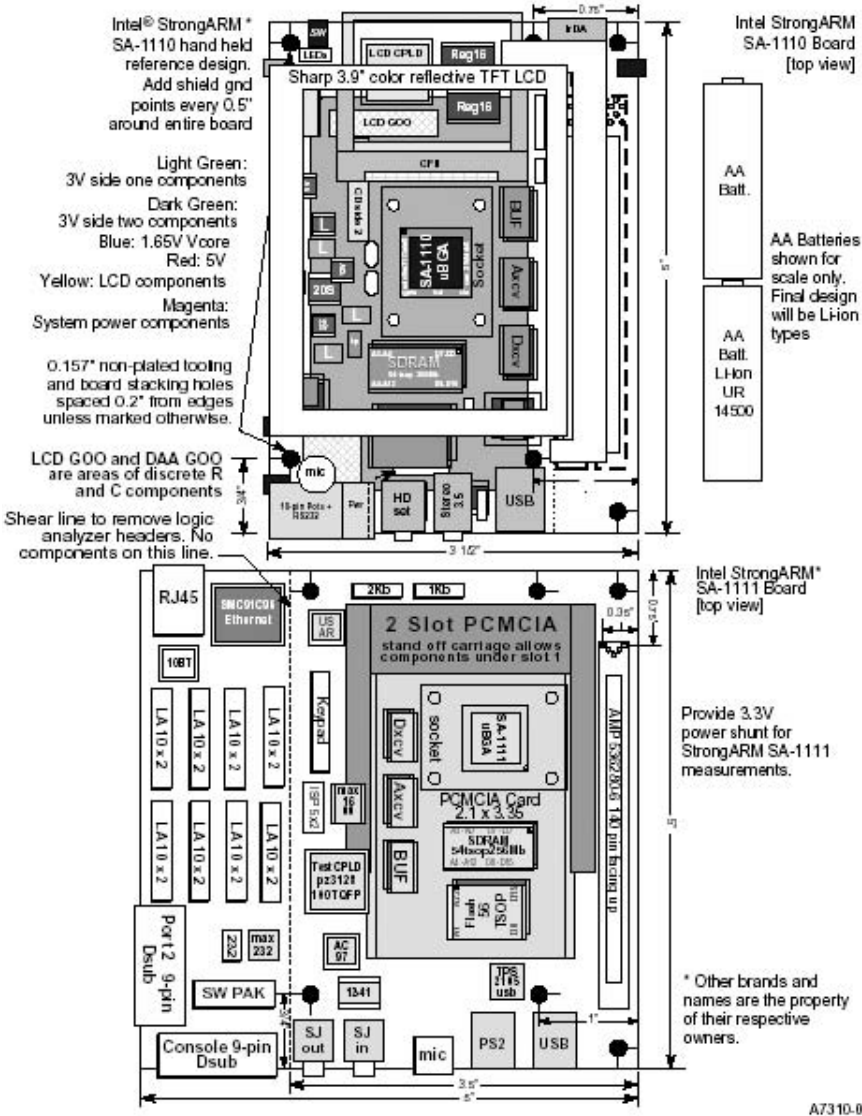 Intel® StrongARM *
SA-1110 hand held
reference design.
Add shield gnd
points every 0.5"
around entire board
Light Green:
3V side one components
Dark Green:
3V side two components
Blue: 1.65V Vcore
Red: 5V
Yellow: LCD components
Magenta:
System power components
0.157" non-plated tooling
and board stacking holes
spaced 0.2" from edges
unless marked otherwise.
LCD GOO and DAA GOO
are areas of discrete R
and C components
Shear line to remove logic
analyzer headers. No
components on this line.
SW
LEDs
LCD CPLD
Reg16
IrDA
0.75"
Sharp 3.9" color reflective TFT LCD
LCD GOO
Reg16
BUF
Axcv
Dxcv
SA-1110
uBGA
Socket
L
L
20S
L
L
SDRAM
mic
Pwr
HD
set
Stereo
3.5
USB
3/4"
3 1/2"
5"
Intel StrongARM
SA-1110 Board
[top view]
AA
Batt.
AA
Batt.
Li-Ion
UR
14500
AA Batteries
shown for
scale only.
Final design
will be Li-ion
types
Intel StrongARM*
SA-1111 Board
[top view]
Provide 3.3V
power shunt for
StrongARM SA-1111
measurements.
* Other brands and
names are the property
of their respective
owners.
RJ45
SMC91C96
Ethernet
10BT
US
AR
2Kb
1Kb
0.35"
0.75"
2 Slot PCMCIA
stand off carriage allows
components under slot 1
Keypad
LA 10 x 2
LA 10 x 2
LA 10 x 2
LA 10 x 2
LA 10 x 2
LA 10 x 2
LA 10 x 2
LA 10 x 2
ISP 5x2
max
16
Dxcv
Axcv
BUF
socket
SA-1111
uBGA
PCMCIA Card
2.1 x 3.35
SDRAM
Flash
56
TSOP
Test CPLD
pz3128
100TQFP
AMP 536280-6 140 pin facing up
5"
Port 2 9-pin
Dsub
232
max
232
AC
97
SW PAK
1341
TPS
usb
Console 9-pin
Dsub
SJ
out
SJ
in
mic
PS2
USB
1"
3.5"
5"